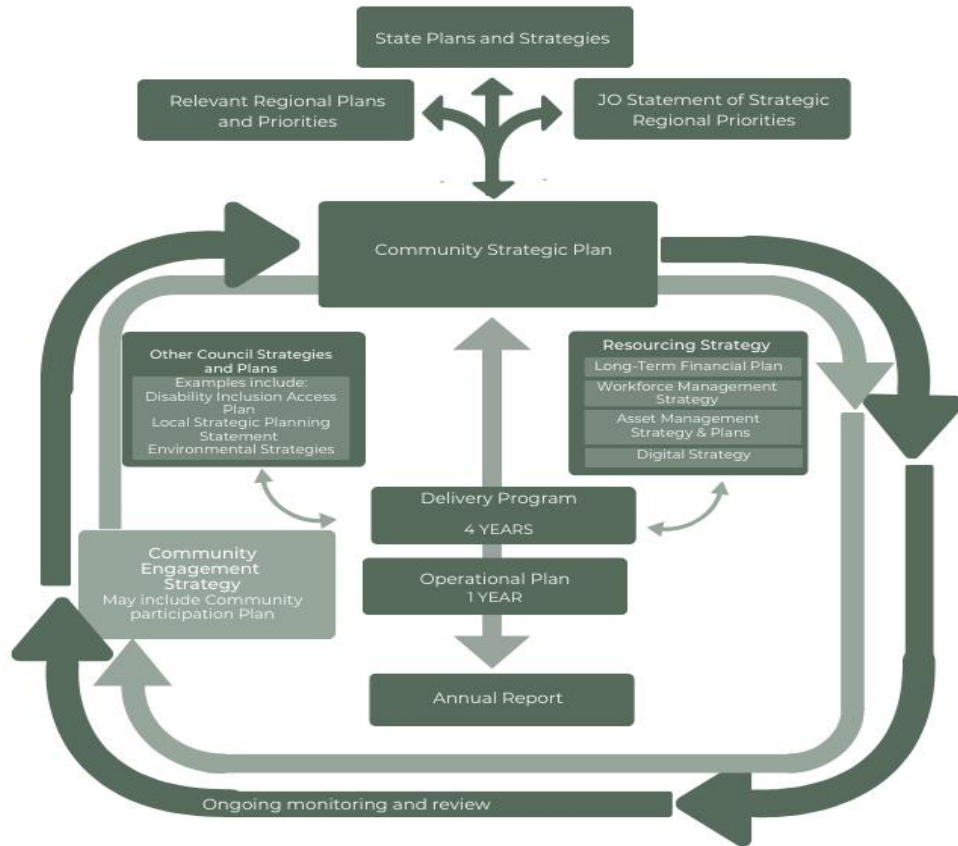 State Plans and Strategies
Relevant Regional Plans
and Priorities
JO Statement of Strategic
Regional Priorities
Community Strategic Plan
Other Council Strategies
and Plans
Examples include:
Disability Inclusion Access
Plan
Local Strategic Planning
Statement
Environmental Strategies
Resourcing Strategy
Long-Term Financial Plan
Workforce Management
Strategy
Asset Management
Strategy & Plans
Digital Strategy
Delivery Program
4 YEARS
Community
Engagement
Strategy
May include Community
participation Plan
Operational Plan
1 YEAR
Annual Report
Ongoing monitoring and review